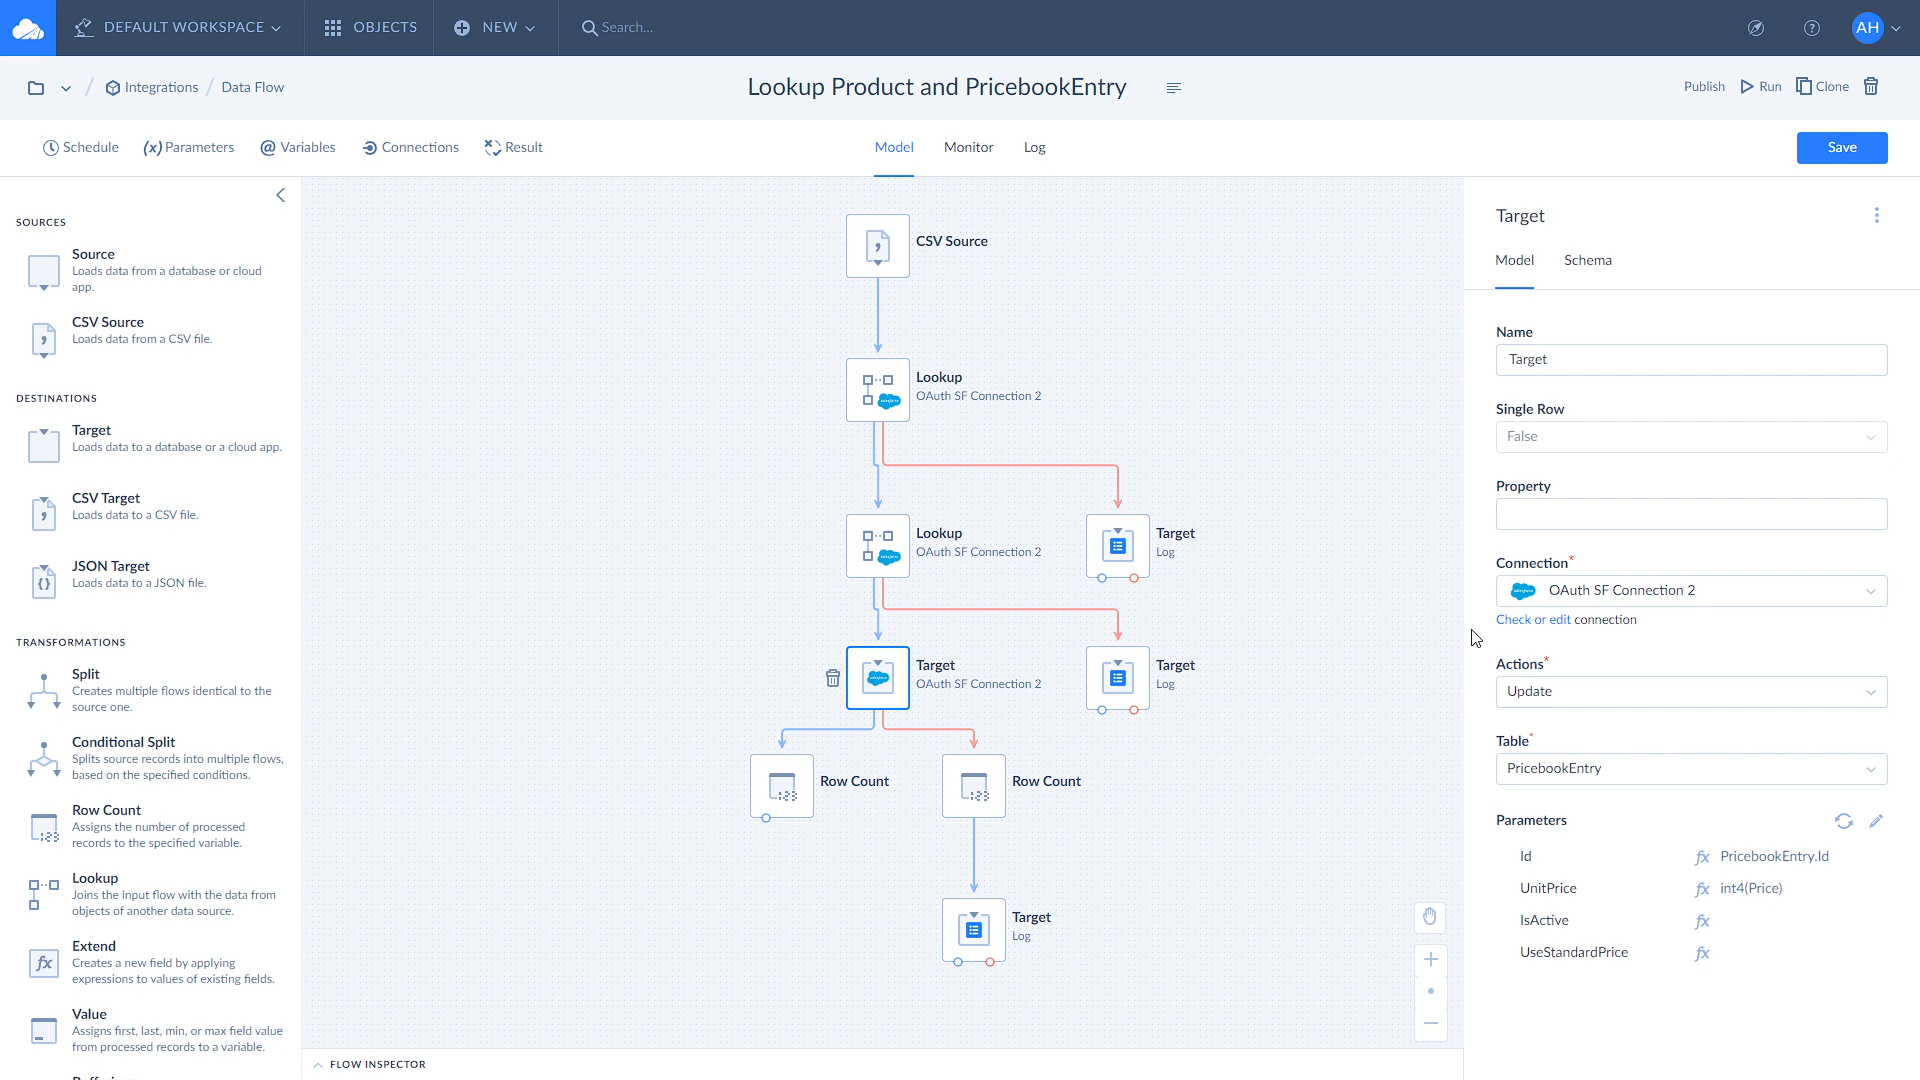 DEFAULT WORKSPACE
OBJECTS
NEW
Search...
AH
Integrations / Data Flow
Lookup Product and PricebookEntry
Publish
Run
Clone
Schedule
(x) Parameters
@ Variables
Connections
Result
Model
Monitor
Log
Save
SOURCES
Source
Loads data from a database or cloud
app.
CSV Source
Loads data from a CSV file.
DESTINATIONS
Target
Loads data to a database or a cloud app.
CSV Target
Loads data to a CSV file.
JSON Target
Loads data to a JSON file.
TRANSFORMATIONS
Split
Creates multiple flows identical to the
source one.
Conditional Split
Splits source records into multiple flows,
based on the specified conditions.
Row Count
Assigns the number of processed
records to the specified variable.
Lookup
Joins the input flow with the data from
objects of another data source.
Extend
Creates a new field by applying
expressions to values of existing fields.
Value
Assigns first, last, min, or max field value
from processed records to a variable.
CSV Source
Lookup
OAuth SF Connection 2
Lookup
OAuth SF Connection 2
Target
Log
Target
OAuth SF Connection 2
Target
Log
Row Count
Row Count
Target
Log
FLOW INSPECTOR
Target
Model
Schema
Name
Target
Single Row
False
Property
Connection*
OAuth SF Connection 2
Check or edit connection
Actions*
Update
Table*
PricebookEntry
Parameters
Id
fx PricebookEntry.Id
UnitPrice
fx int4(Price)
IsActive
fx
UseStandardPrice
fx